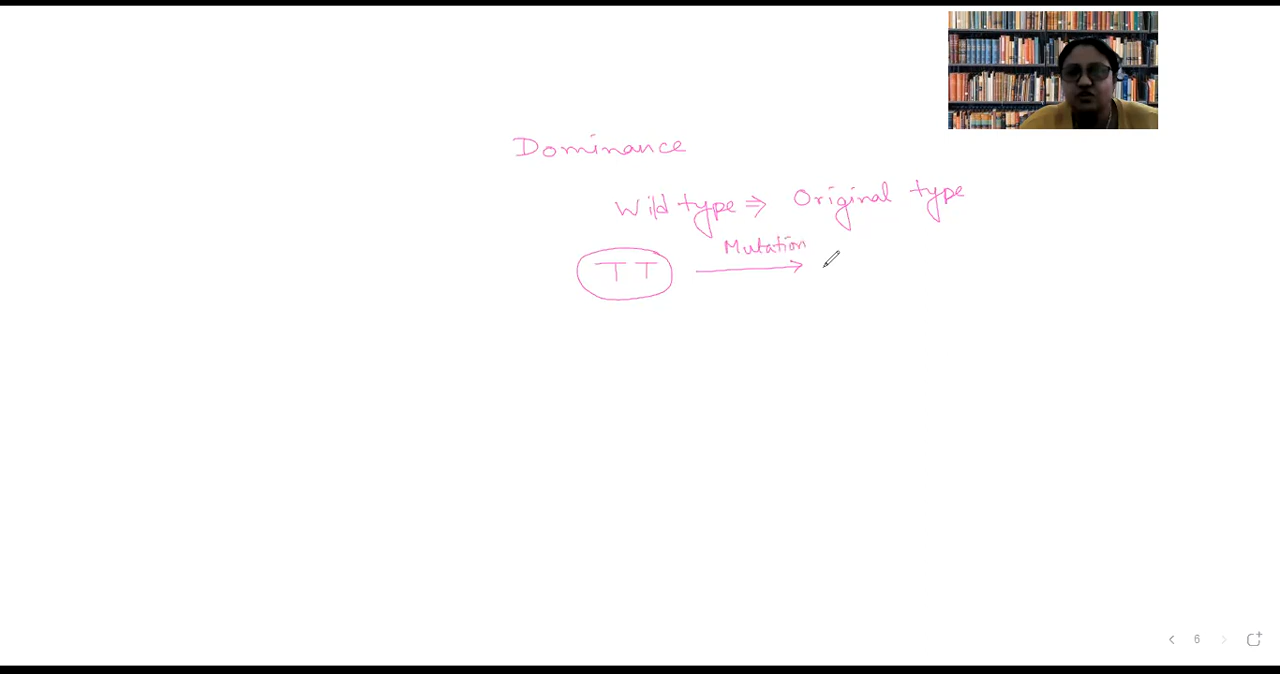 Dominance
Wild type ⇒ Original type
Mutation
TT
6